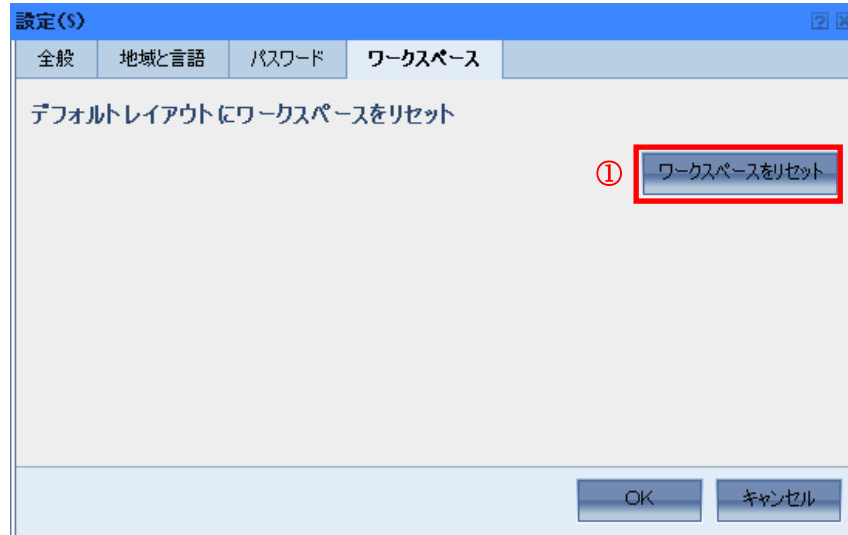 設定(S)
全般 地域と言語 パスワード ワークスペース
デフォルトレイアウトにワークスペースをリセット
① ワークスペースをリセット
OK キャンセル